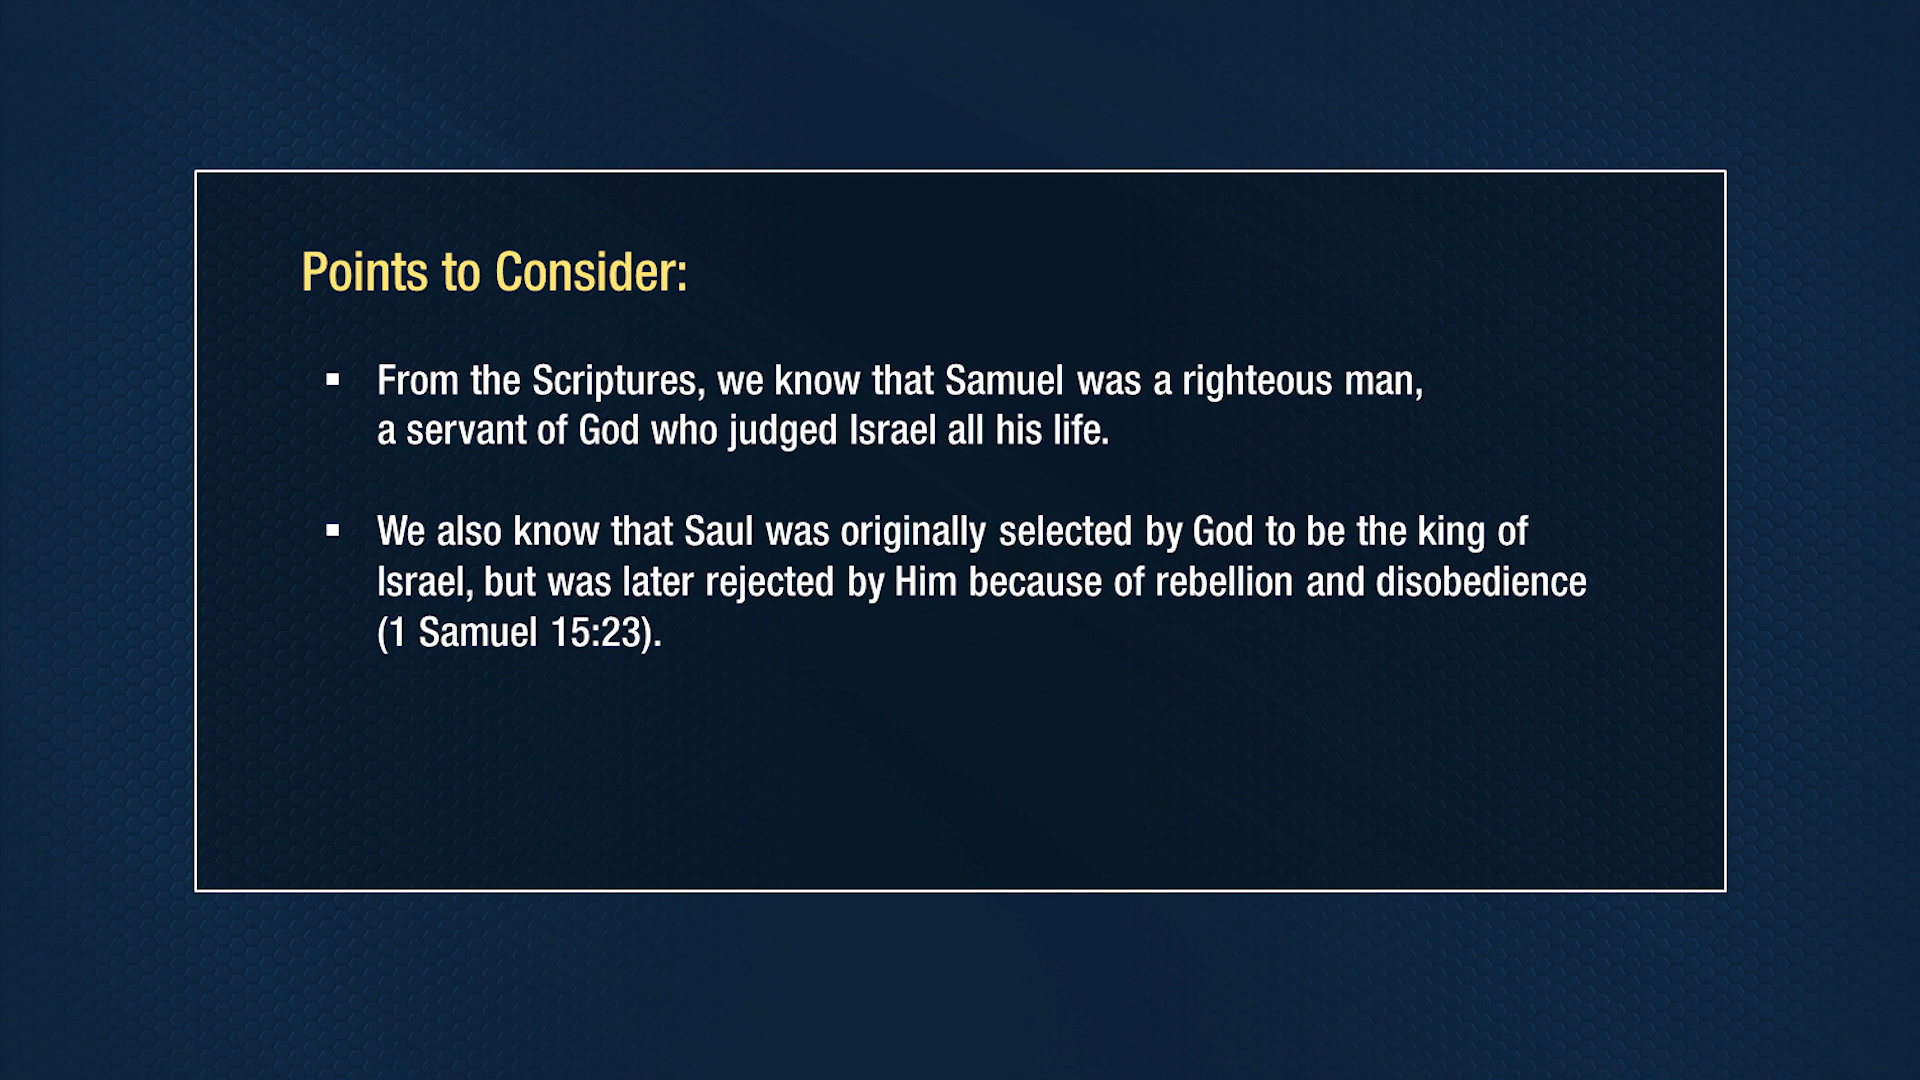 Points to Consider:
▪ From the Scriptures, we know that Samuel was a righteous man,
a servant of God who judged Israel all his life.
▪ We also know that Saul was originally selected by God to be the king of
Israel, but was later rejected by Him because of rebellion and disobedience
(1 Samuel 15:23).